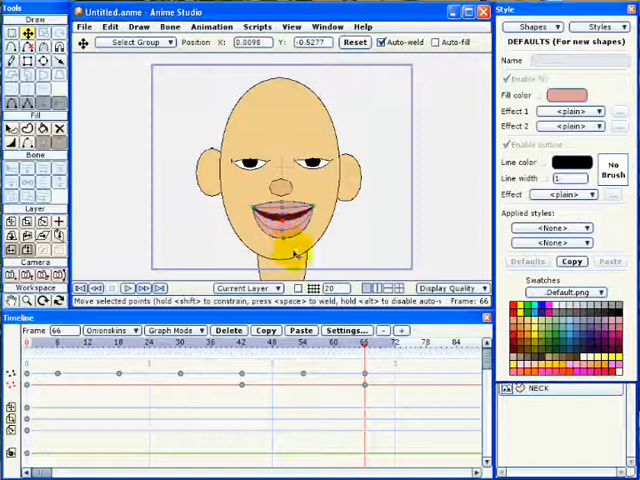 Tools
Untitled.anme - Anime Studio
Style
Draw
File Edit Draw Bone Animation Scripts View Window Help
Shapes Styles
Select Group Position X: 0.0098 Y: -0.5277 Reset Auto-weld Auto-fill
DEFAULTS (For new shapes)
Name
Enable fill
Fill color
Effect 1 <plain> ...
Fill
Effect 2 <plain> ...
Enable outline
Bone
Line color
No Brush
Line width 1
Effect <plain> ...
Layer
Applied styles:
<None>
<None>
Camera
Defaults Copy Paste
Workspace
Current Layer 20 Display Quality
Swatches
Move selected points (hold <shift> to constrain, press <space> to weld, hold <alt> to disable auto-
Frame: 66
.Default.png
Timeline
Frame 66 Onionskins Graph Mode Delete Copy Paste Settings... - +
0 6 12 18 24 30 36 42 48 54 60 66 72 78 84
0 1 2 3
NECK